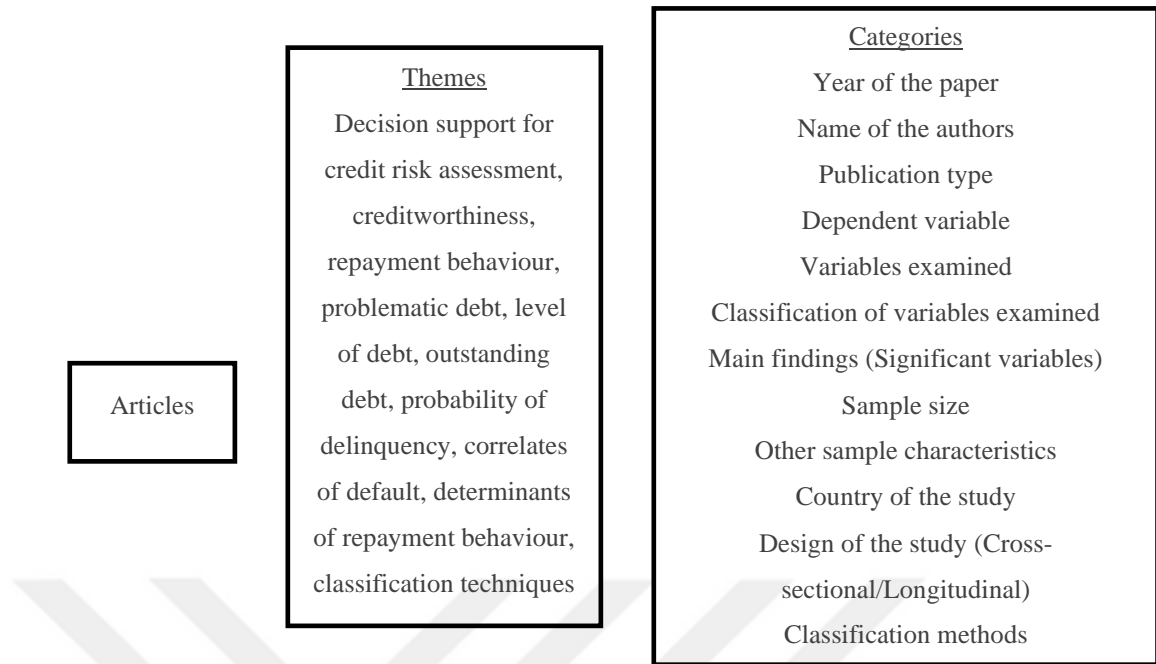 Articles
Themes
Decision support for
credit risk assessment,
creditworthiness,
repayment behaviour,
problematic debt, level
of debt, outstanding
debt, probability of
delinquency, correlates
of default, determinants
of repayment behaviour,
classification techniques
Categories
Year of the paper
Name of the authors
Publication type
Dependent variable
Variables examined
Classification of variables examined
Main findings (Significant variables)
Sample size
Other sample characteristics
Country of the study
Design of the study (Cross-
sectional/Longitudinal)
Classification methods